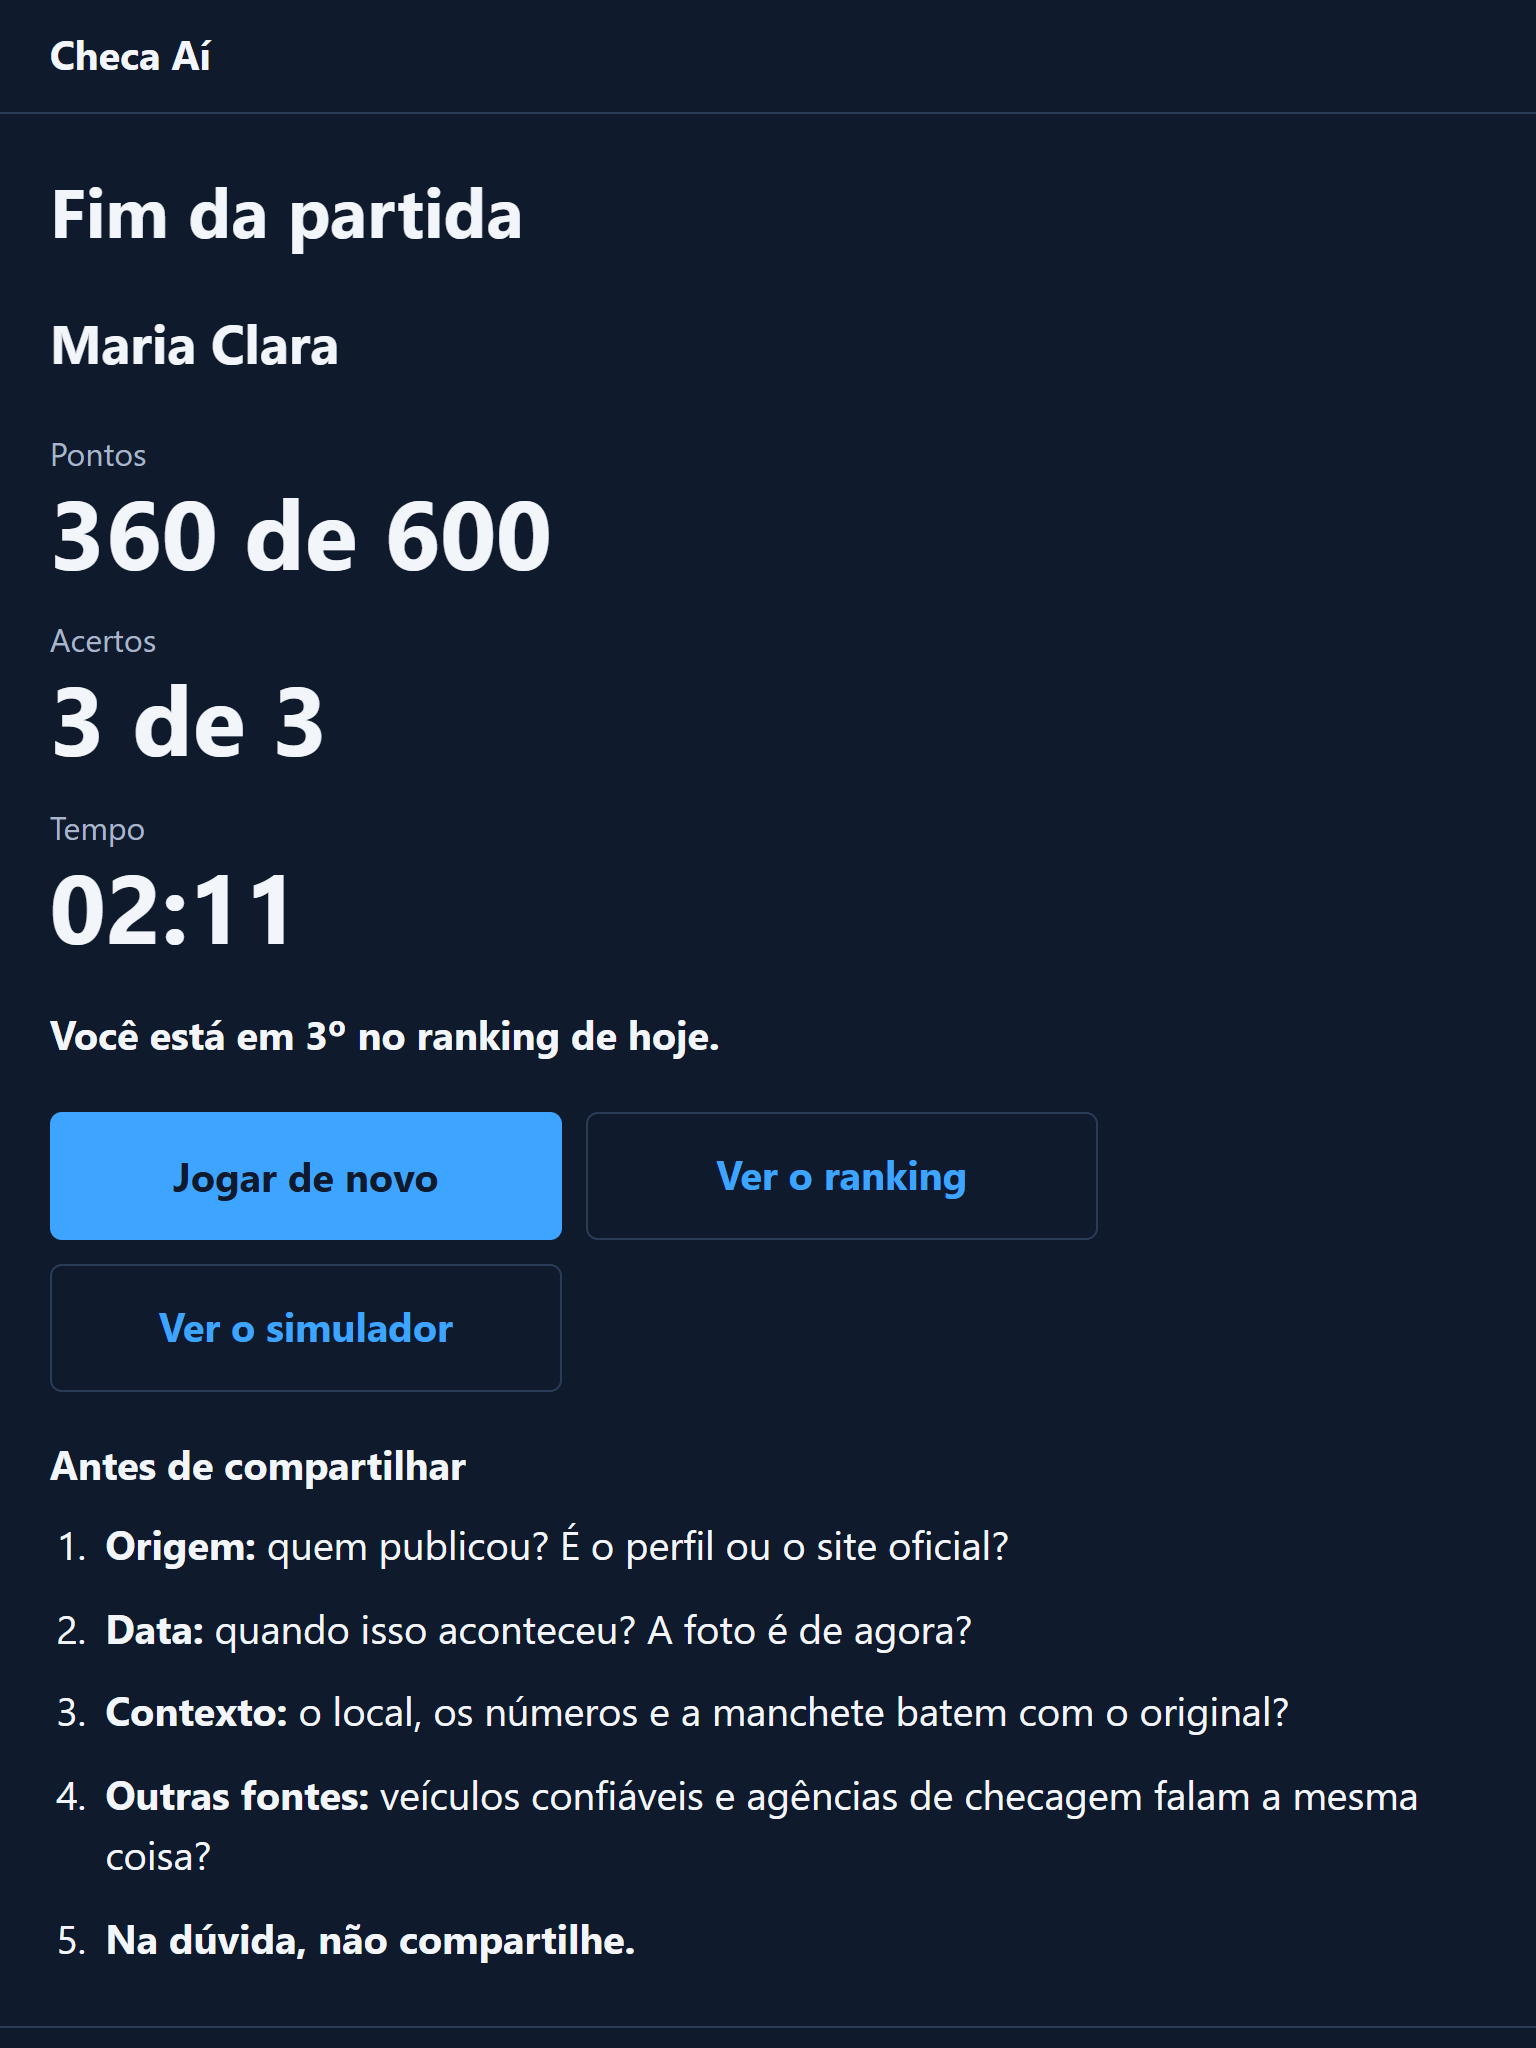 Checa Aí
Fim da partida
Maria Clara
Pontos
360 de 600
Acertos
3 de 3
Tempo
02:11
Você está em 3º no ranking de hoje.
Jogar de novo
Ver o ranking
Ver o simulador
Antes de compartilhar
1. Origem: quem publicou? É o perfil ou o site oficial?
2. Data: quando isso aconteceu? A foto é de agora?
3. Contexto: o local, os números e a manchete batem com o original?
4. Outras fontes: veículos confiáveis e agências de checagem falam a mesma
coisa?
5. Na dúvida, não compartilhe.